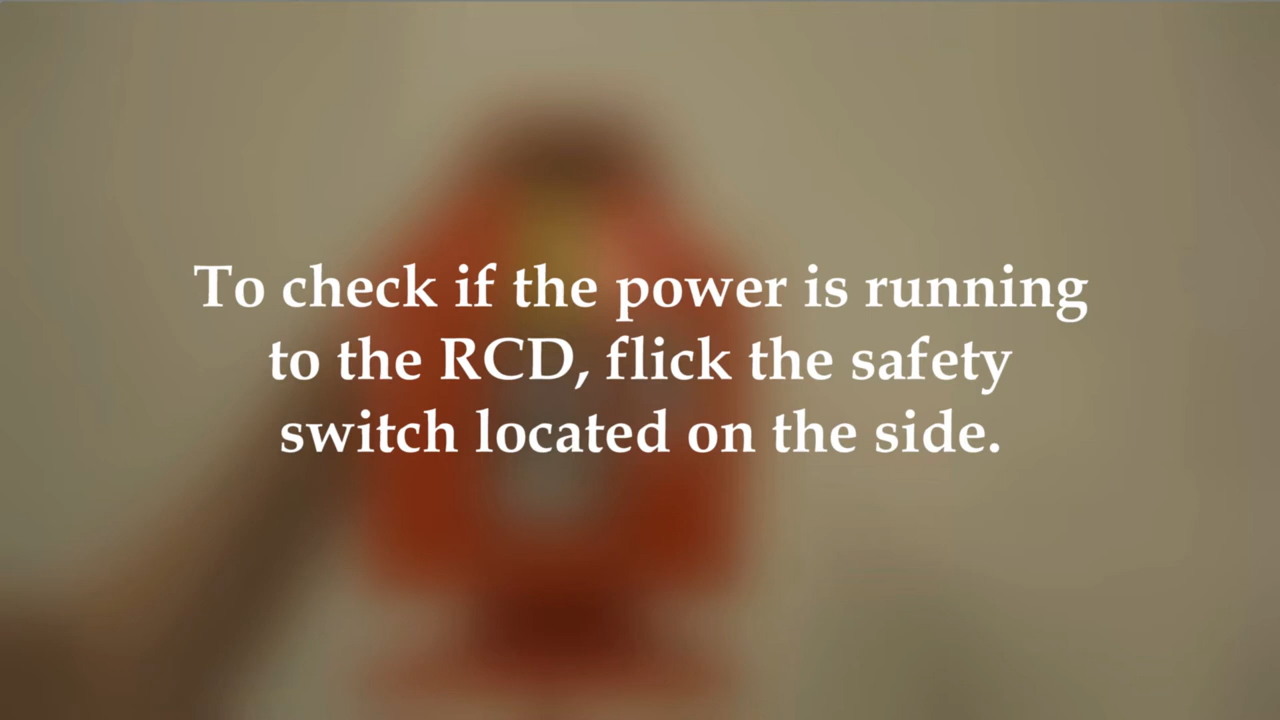 To check if the power is running
to the RCD, flick the safety
switch located on the side.